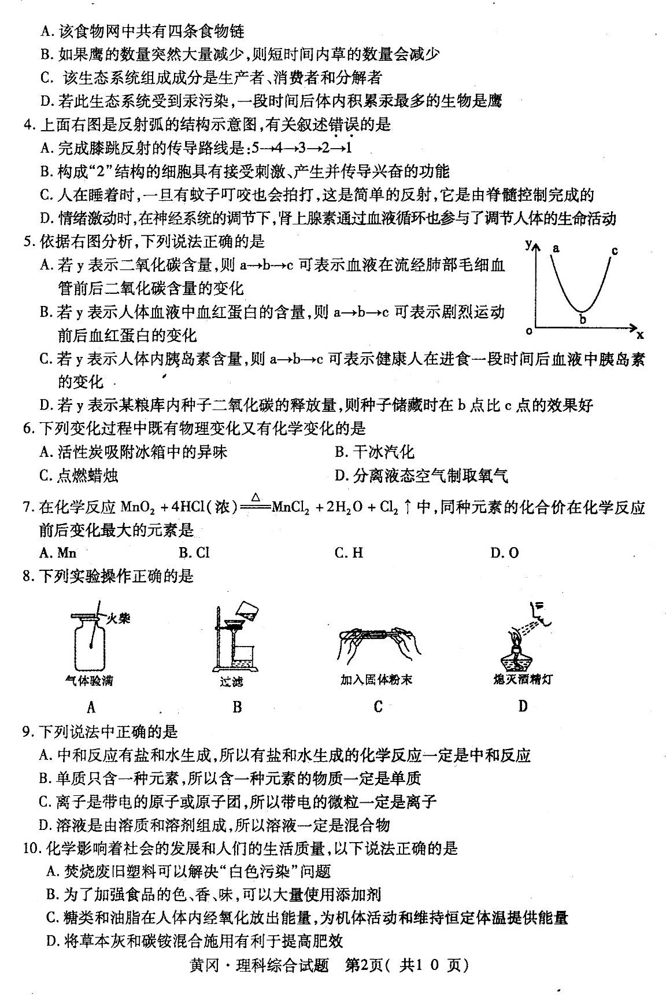 A. 该食物网中共有四条食物链
B. 如果鹰的数量突然大量减少,则短时间内草的数量会减少
C. 该生态系统组成成分是生产者、消费者和分解者
D. 若此生态系统受到汞污染,一段时间后体内积累汞最多的生物是鹰
4. 上面右图是反射弧的结构示意图,有关叙述错误的是
A. 完成膝跳反射的传导路线是:5→4→3→2→1
B. 构成“2”结构的细胞具有接受刺激、产生并传导兴奋的功能
C. 人在睡着时,一旦有蚊子叮咬也会拍打,这是简单的反射,它是由脊髓控制完成的
D. 情绪激动时,在神经系统的调节下,肾上腺素通过血液循环也参与了调节人体的生命活动
5. 依据右图分析,下列说法正确的是
A. 若 y 表示二氧化碳含量,则 a→b→c 可表示血液在流经肺部毛细血
管前后二氧化碳含量的变化
B. 若 y 表示人体血液中血红蛋白的含量,则 a→b→c 可表示剧烈运动
前后血红蛋白的变化
y
a
c
b
o
x
C. 若 y 表示人体内胰岛素含量,则 a→b→c 可表示健康人在进食一段时间后血液中胰岛素
的变化
D. 若 y 表示某粮库内种子二氧化碳的释放量,则种子储藏时在 b 点比 c 点的效果好
6. 下列变化过程中既有物理变化又有化学变化的是
A. 活性炭吸附冰箱中的异味 B. 干冰汽化
C. 点燃蜡烛 D. 分离液态空气制取氧气
7. 在化学反应 MnO₂ + 4HCl(浓) ≜ MnCl₂ + 2H₂O + Cl₂↑ 中,同种元素的化合价在化学反应
前后变化最大的元素是
A. Mn B. Cl C. H D. O
8. 下列实验操作正确的是
火柴
气体验满 过滤 加入固体粉末 熄灭酒精灯
A B C D
9. 下列说法中正确的是
A. 中和反应有盐和水生成,所以有盐和水生成的化学反应一定是中和反应
B. 单质只含一种元素,所以含一种元素的物质一定是单质
C. 离子是带电的原子或原子团,所以带电的微粒一定是离子
D. 溶液是由溶质和溶剂组成,所以溶液一定是混合物
10. 化学影响着社会的发展和人们的生活质量,以下说法正确的是
A. 焚烧废旧塑料可以解决“白色污染”问题
B. 为了加强食品的色、香、味,可以大量使用添加剂
C. 糖类和油脂在人体内经氧化放出能量,为机体活动和维持恒定体温提供能量
D. 将草木灰和碳铵混合施用有利于提高肥效
黄冈·理科综合试题 第2页( 共1 0 页)